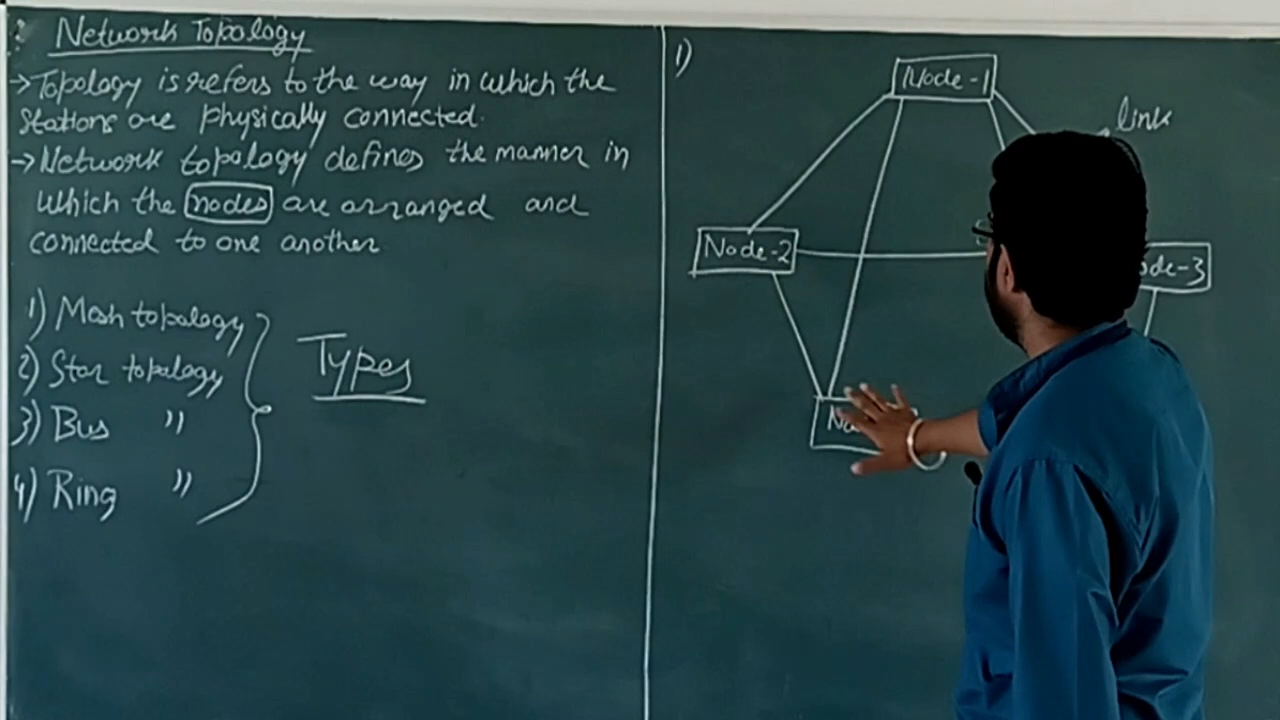 Network Topology
→Topology is refers to the way in which the
stations are physically connected.
→Network topology defines the manner in
which the nodes are arranged and
connected to one another
1) Mesh topology
2) Star topology
3) Bus "
4) Ring "
Types
1)
Node-1
link
Node-2
ode-3